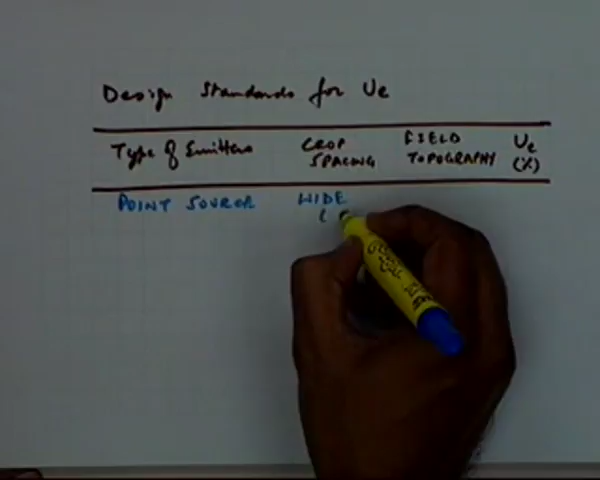 Design Standards for Ue
Type of Emitters CROP SPACING FIELD TOPOGRAPHY Ue (%)
POINT SOURCE WIDE
(